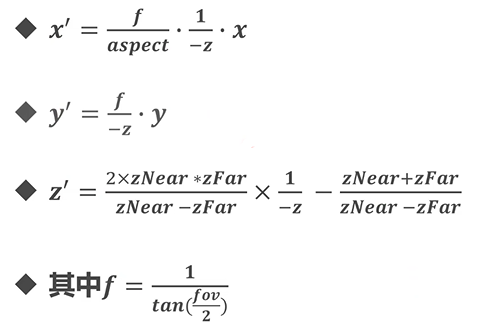 ◆ x′ = f/aspect · 1/−z · x
◆ y′ = f/−z · y
◆ z′ = 2×zNear∗zFar/zNear−zFar × 1/−z − zNear+zFar/zNear−zFar
◆ 其中f = 1/tan(fov/2)